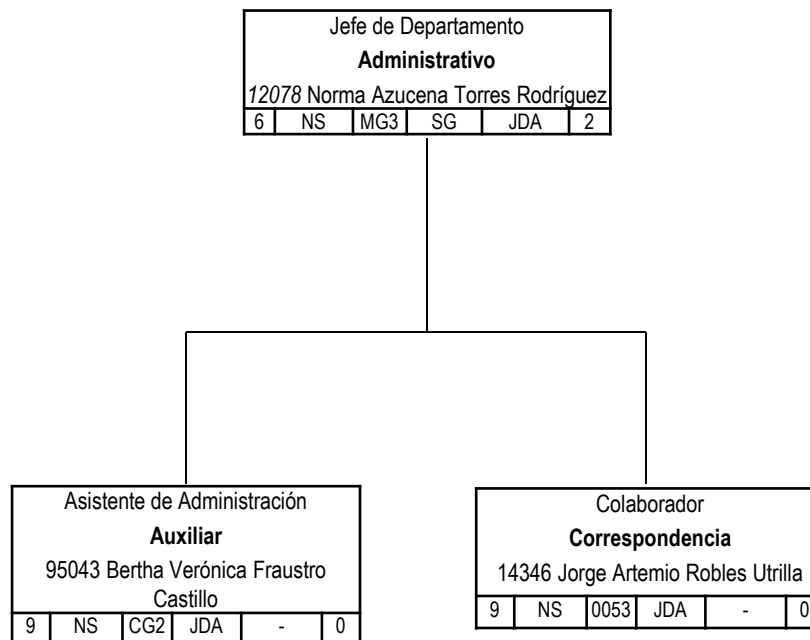 Jefe de Departamento
Administrativo
12078 Norma Azucena Torres Rodríguez
6 NS MG3 SG JDA 2
Asistente de Administración
Auxiliar
95043 Bertha Verónica Fraustro
Castillo
9 NS CG2 JDA - 0
Colaborador
Correspondencia
14346 Jorge Artemio Robles Utrilla
9 NS 0053 JDA - 0